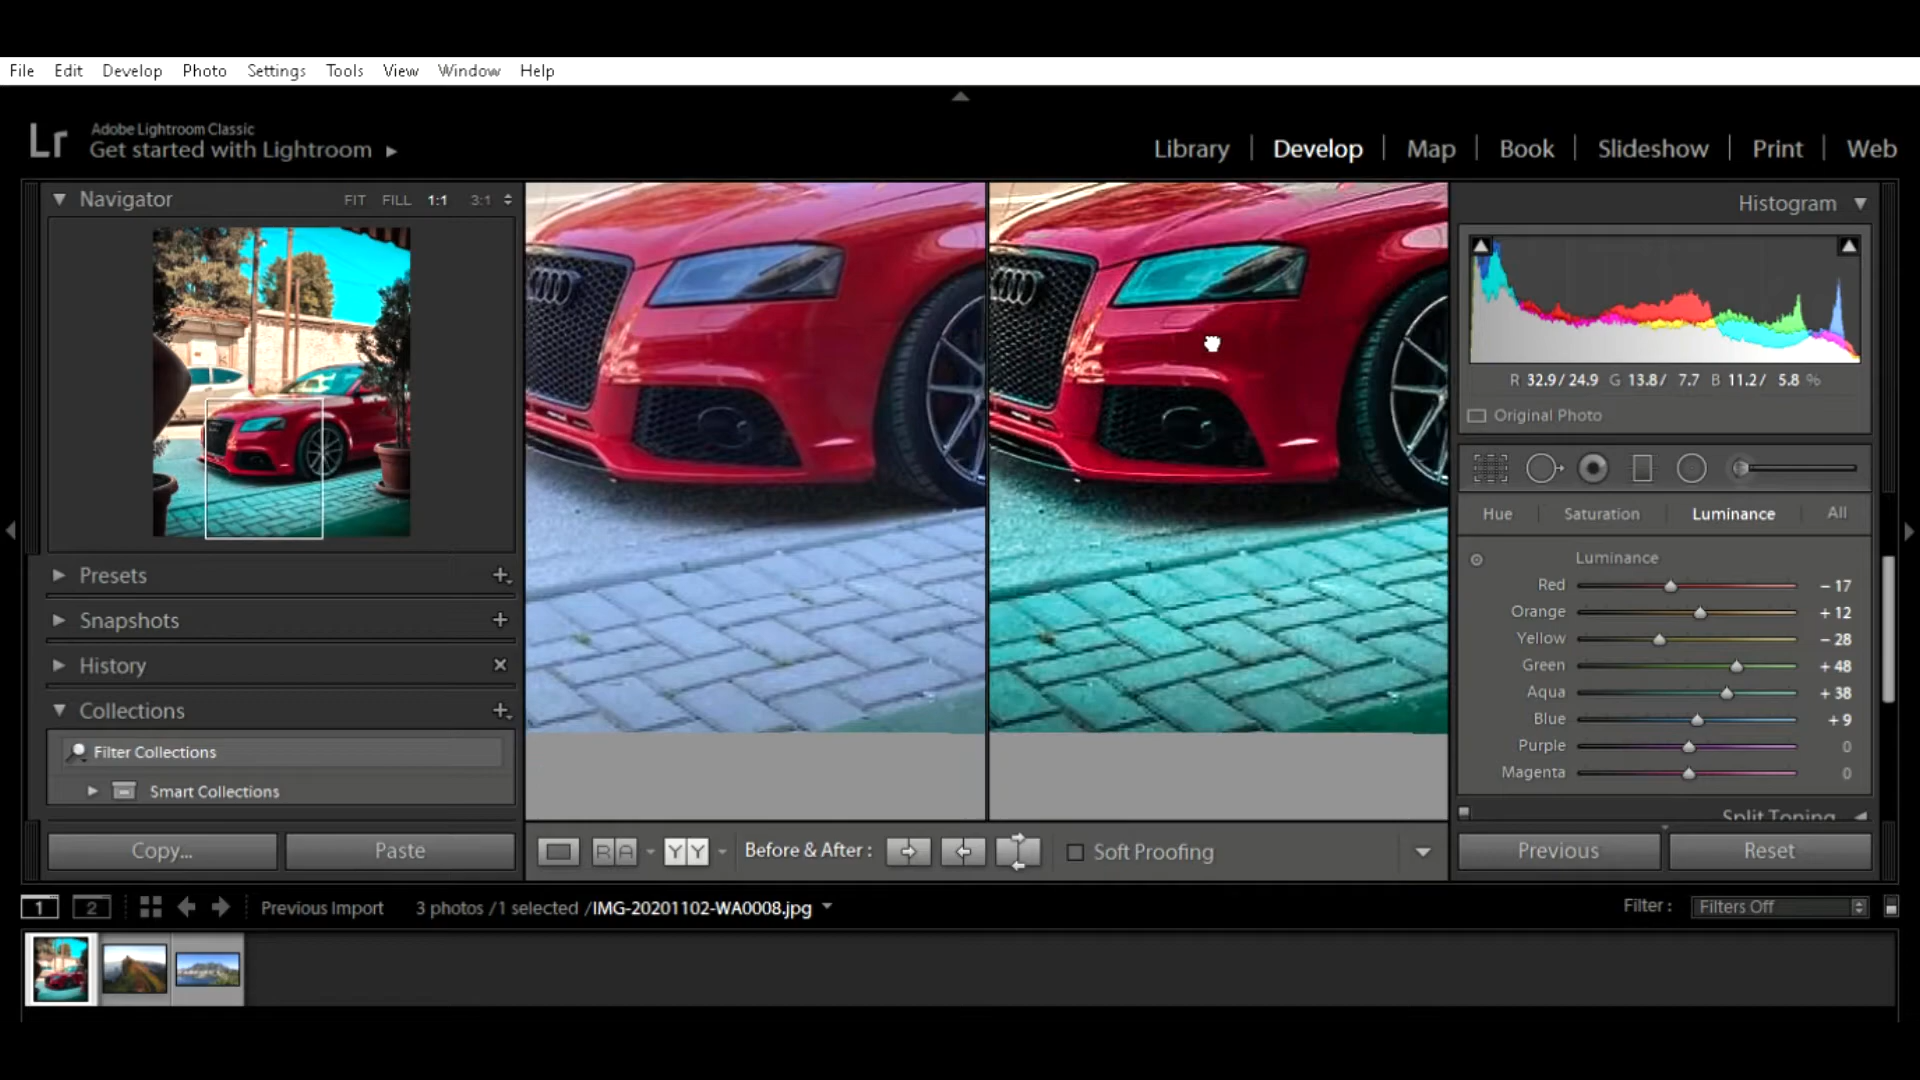 File Edit Develop Photo Settings Tools View Window Help
Lr
Adobe Lightroom Classic
Get started with Lightroom
Library Develop Map Book Slideshow Print Web
Navigator FIT FILL 1:1 3:1
Histogram
R 32.9/ 24.9 G 13.8/ 7.7 B 11.2/ 5.8 %
Original Photo
Hue Saturation Luminance All
Luminance
Red - 17
Orange + 12
Yellow - 28
Green + 48
Aqua + 38
Blue + 9
Purple 0
Magenta 0
Split Toning
Presets
Snapshots
History
Collections
Filter Collections
Smart Collections
Copy... Paste
R A Y Y Before & After : Soft Proofing
Previous Reset
1 2 Previous Import 3 photos /1 selected /IMG-20201102-WA0008.jpg
Filter : Filters Off